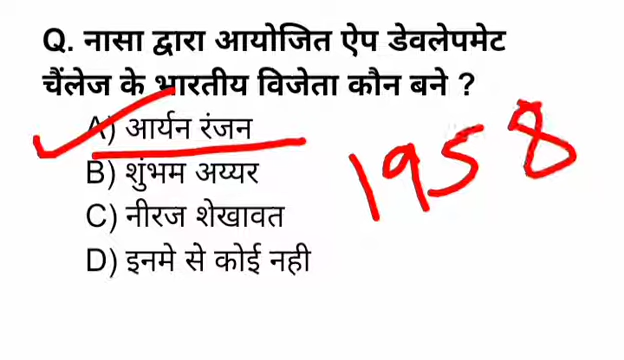 Q. नासा द्वारा आयोजित ऐप डेवलेपमेट
चैंलेज के भारतीय विजेता कौन बने ?
A) आर्यन रंजन
B) शुंभम अय्यर
C) नीरज शेखावत
D) इनमे से कोई नही
1958